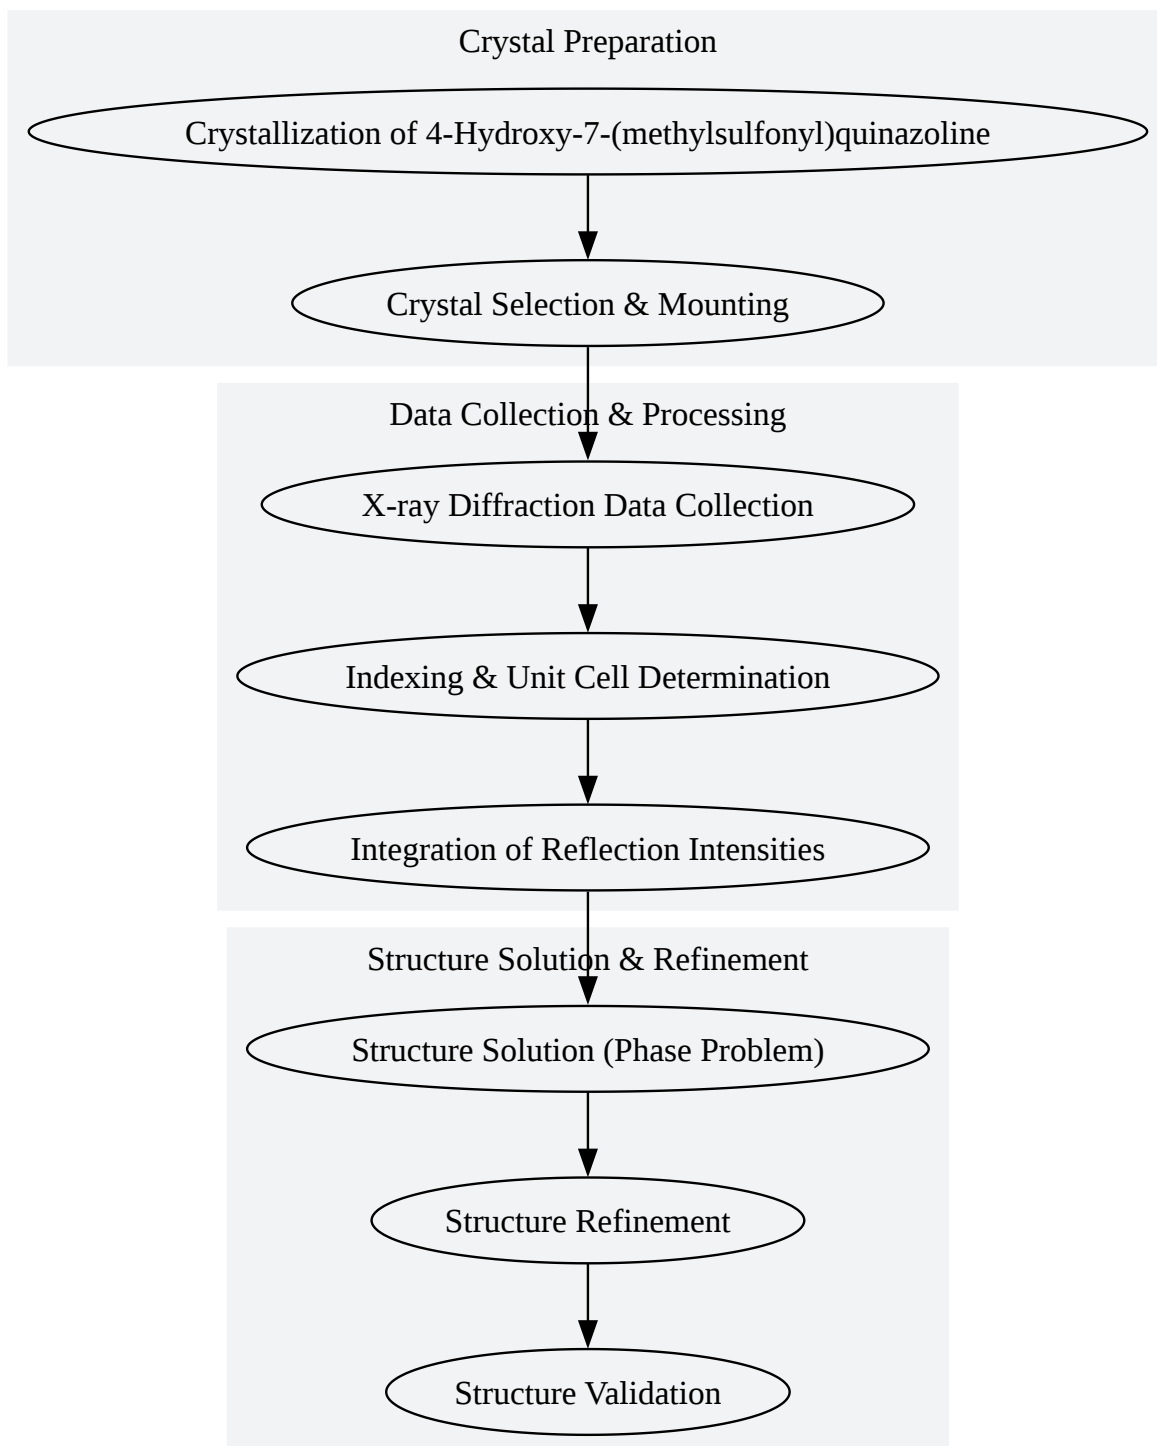 Crystal Preparation
Crystallization of 4-Hydroxy-7-(methylsulfonyl)quinazoline
Crystal Selection & Mounting
Data Collection & Processing
X-ray Diffraction Data Collection
Indexing & Unit Cell Determination
Integration of Reflection Intensities
Structure Solution & Refinement
Structure Solution (Phase Problem)
Structure Refinement
Structure Validation